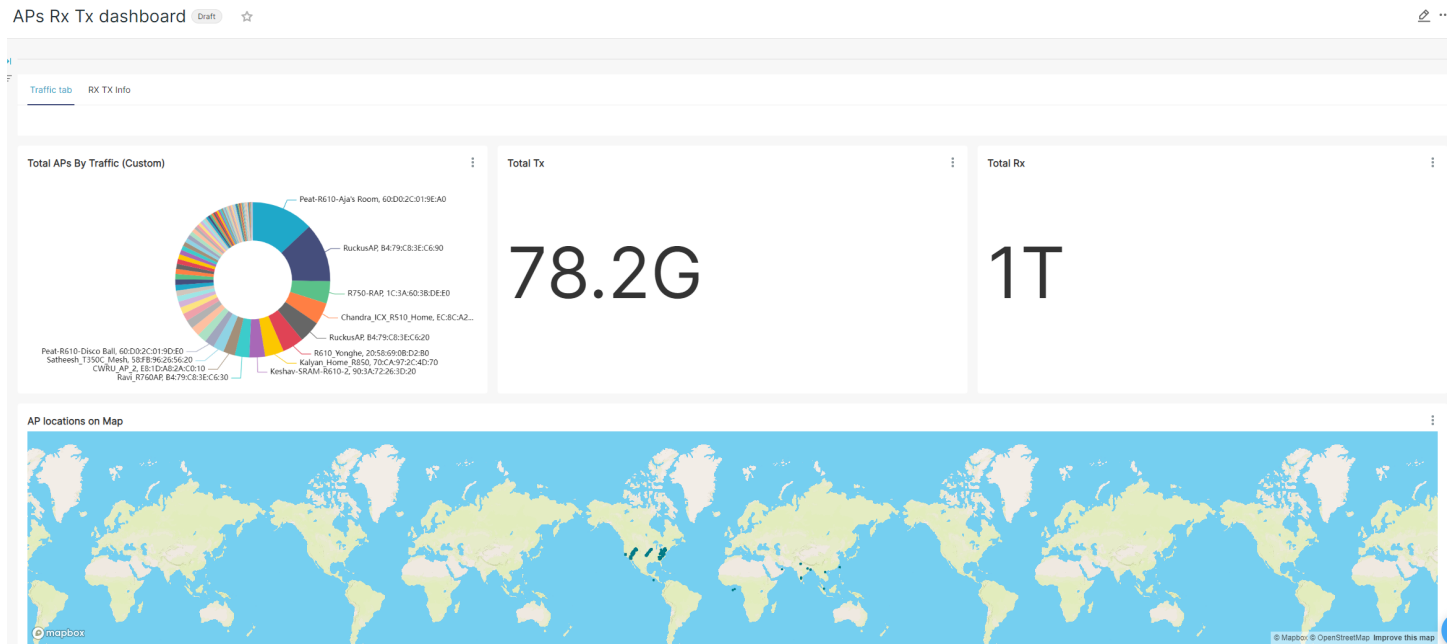 APs Rx Tx dashboard Draft
Traffic tab RX TX Info
Total APs By Traffic (Custom)
Peat-R610-Aja's Room, 60:D0:2C:01:9E:A0
RuckusAP, B4:79:C8:3E:C6:90
R750-RAP, 1C:3A:60:3B:DE:E0
Chandra_ICX_R510_Home, EC:8C:A2...
RuckusAP, B4:79:C8:3E:C6:20
R610_Yonghe, 20:58:69:0B:D2:B0
Kalyan_Home_R850, 70:CA:97:2C:4D:70
Keshav-SRAM-R610-2, 90:3A:72:26:3D:20
Peat-R610-Disco Ball, 60:D0:2C:01:9D:E0
Satheesh_T350C_Mesh, 58:FB:96:26:56:20
CWRU_AP_2, E8:1D:A8:2A:C0:10
Ravi_R760AP, B4:79:C8:3E:C6:30
Total Tx
78.2G
Total Rx
1T
AP locations on Map
mapbox
© Mapbox © OpenStreetMap Improve this map